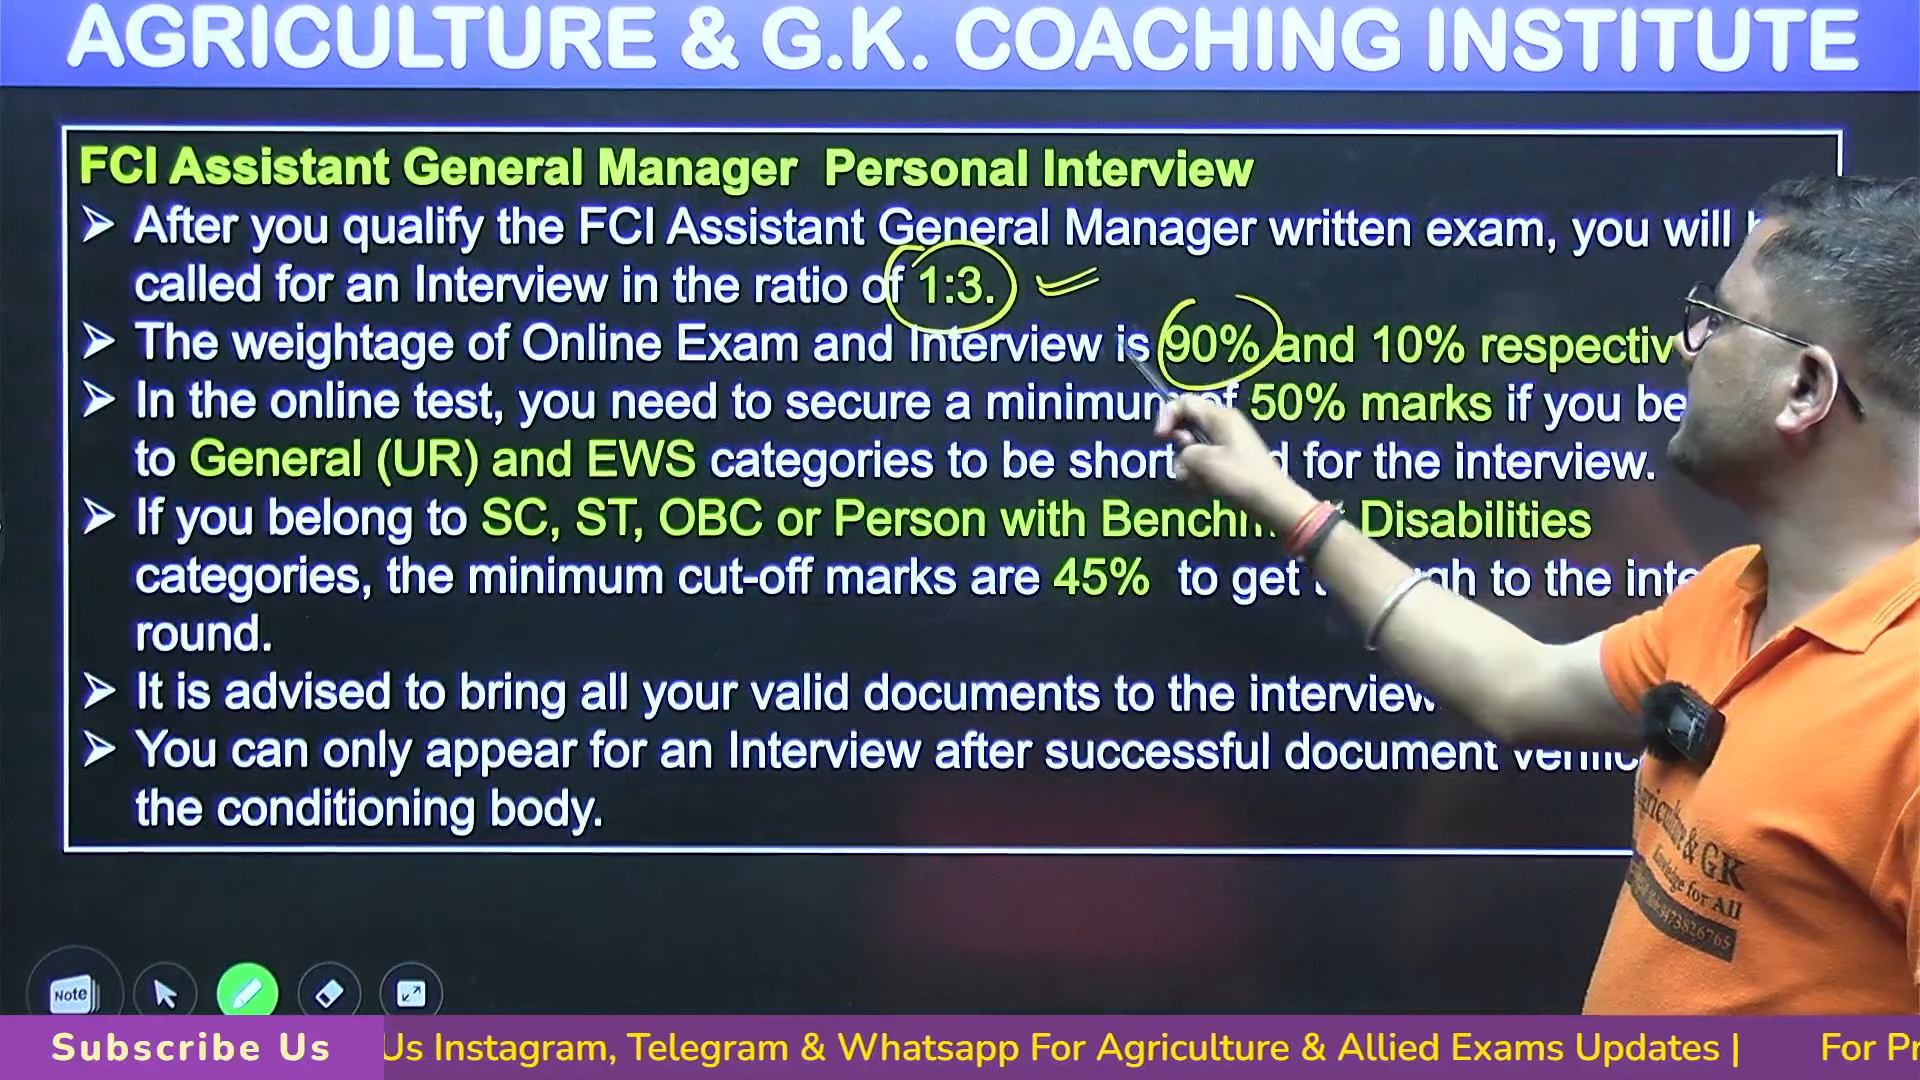 AGRICULTURE & G.K. COACHING INSTITUTE
FCI Assistant General Manager Personal Interview
➤ After you qualify the FCI Assistant General Manager written exam, you will
called for an Interview in the ratio of 1:3.
➤ The weightage of Online Exam and Interview is 90% and 10%
➤ In the online test, you need to secure a minimum of 50% marks if you
to General (UR) and EWS categories to be for the interview.
➤ If you belong to SC, ST, OBC or Person with Disabilities
categories, the minimum cut-off marks are 45% to get to the
round.
➤ It is advised to bring all your valid documents to the interview
➤ You can only appear for an Interview after successful document
the conditioning body.
& GK
Knowledge for All
Note
Subscribe Us
Us Instagram, Telegram & Whatsapp For Agriculture & Allied Exams Updates |
For